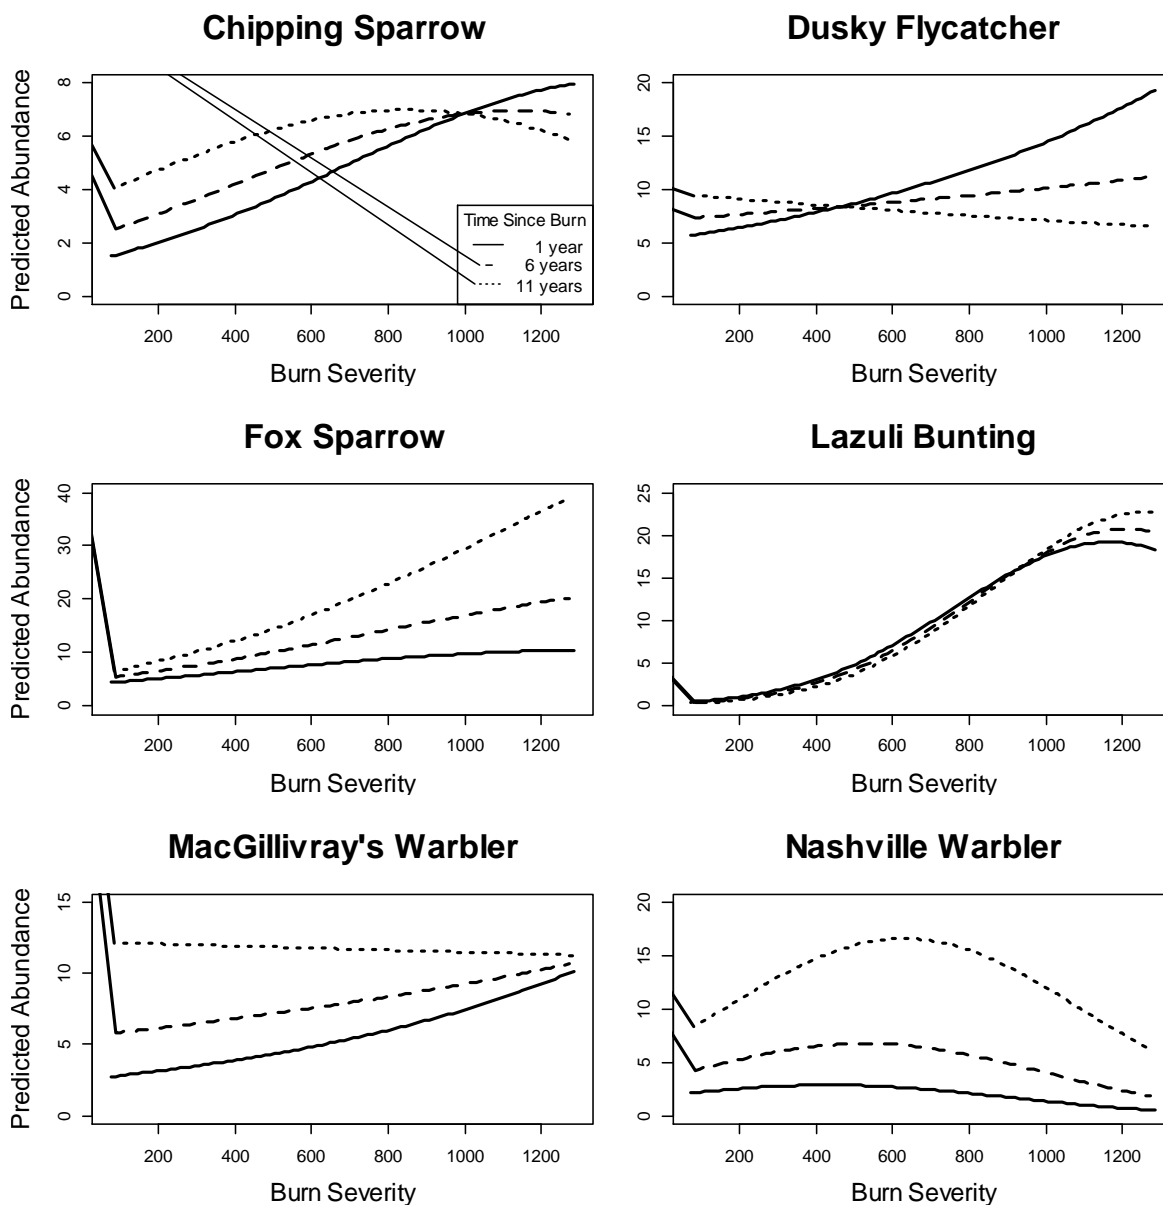 Chipping Sparrow
Predicted Abundance
8
6
4
2
0
Time Since Burn
1 year
6 years
11 years
200 400 600 800 1000 1200
Burn Severity
Dusky Flycatcher
20
15
10
5
0
200 400 600 800 1000 1200
Burn Severity
Fox Sparrow
Predicted Abundance
40
30
20
10
0
200 400 600 800 1000 1200
Burn Severity
Lazuli Bunting
25
20
15
10
5
0
200 400 600 800 1000 1200
Burn Severity
MacGillivray's Warbler
Predicted Abundance
15
10
5
0
200 400 600 800 1000 1200
Burn Severity
Nashville Warbler
20
15
10
5
0
200 400 600 800 1000 1200
Burn Severity